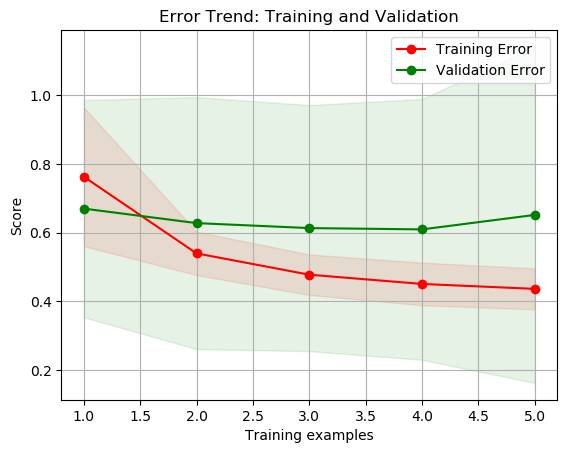 Error Trend: Training and Validation
Training Error
Validation Error
Score
1.0
0.8
0.6
0.4
0.2
1.0 1.5 2.0 2.5 3.0 3.5 4.0 4.5 5.0
Training examples